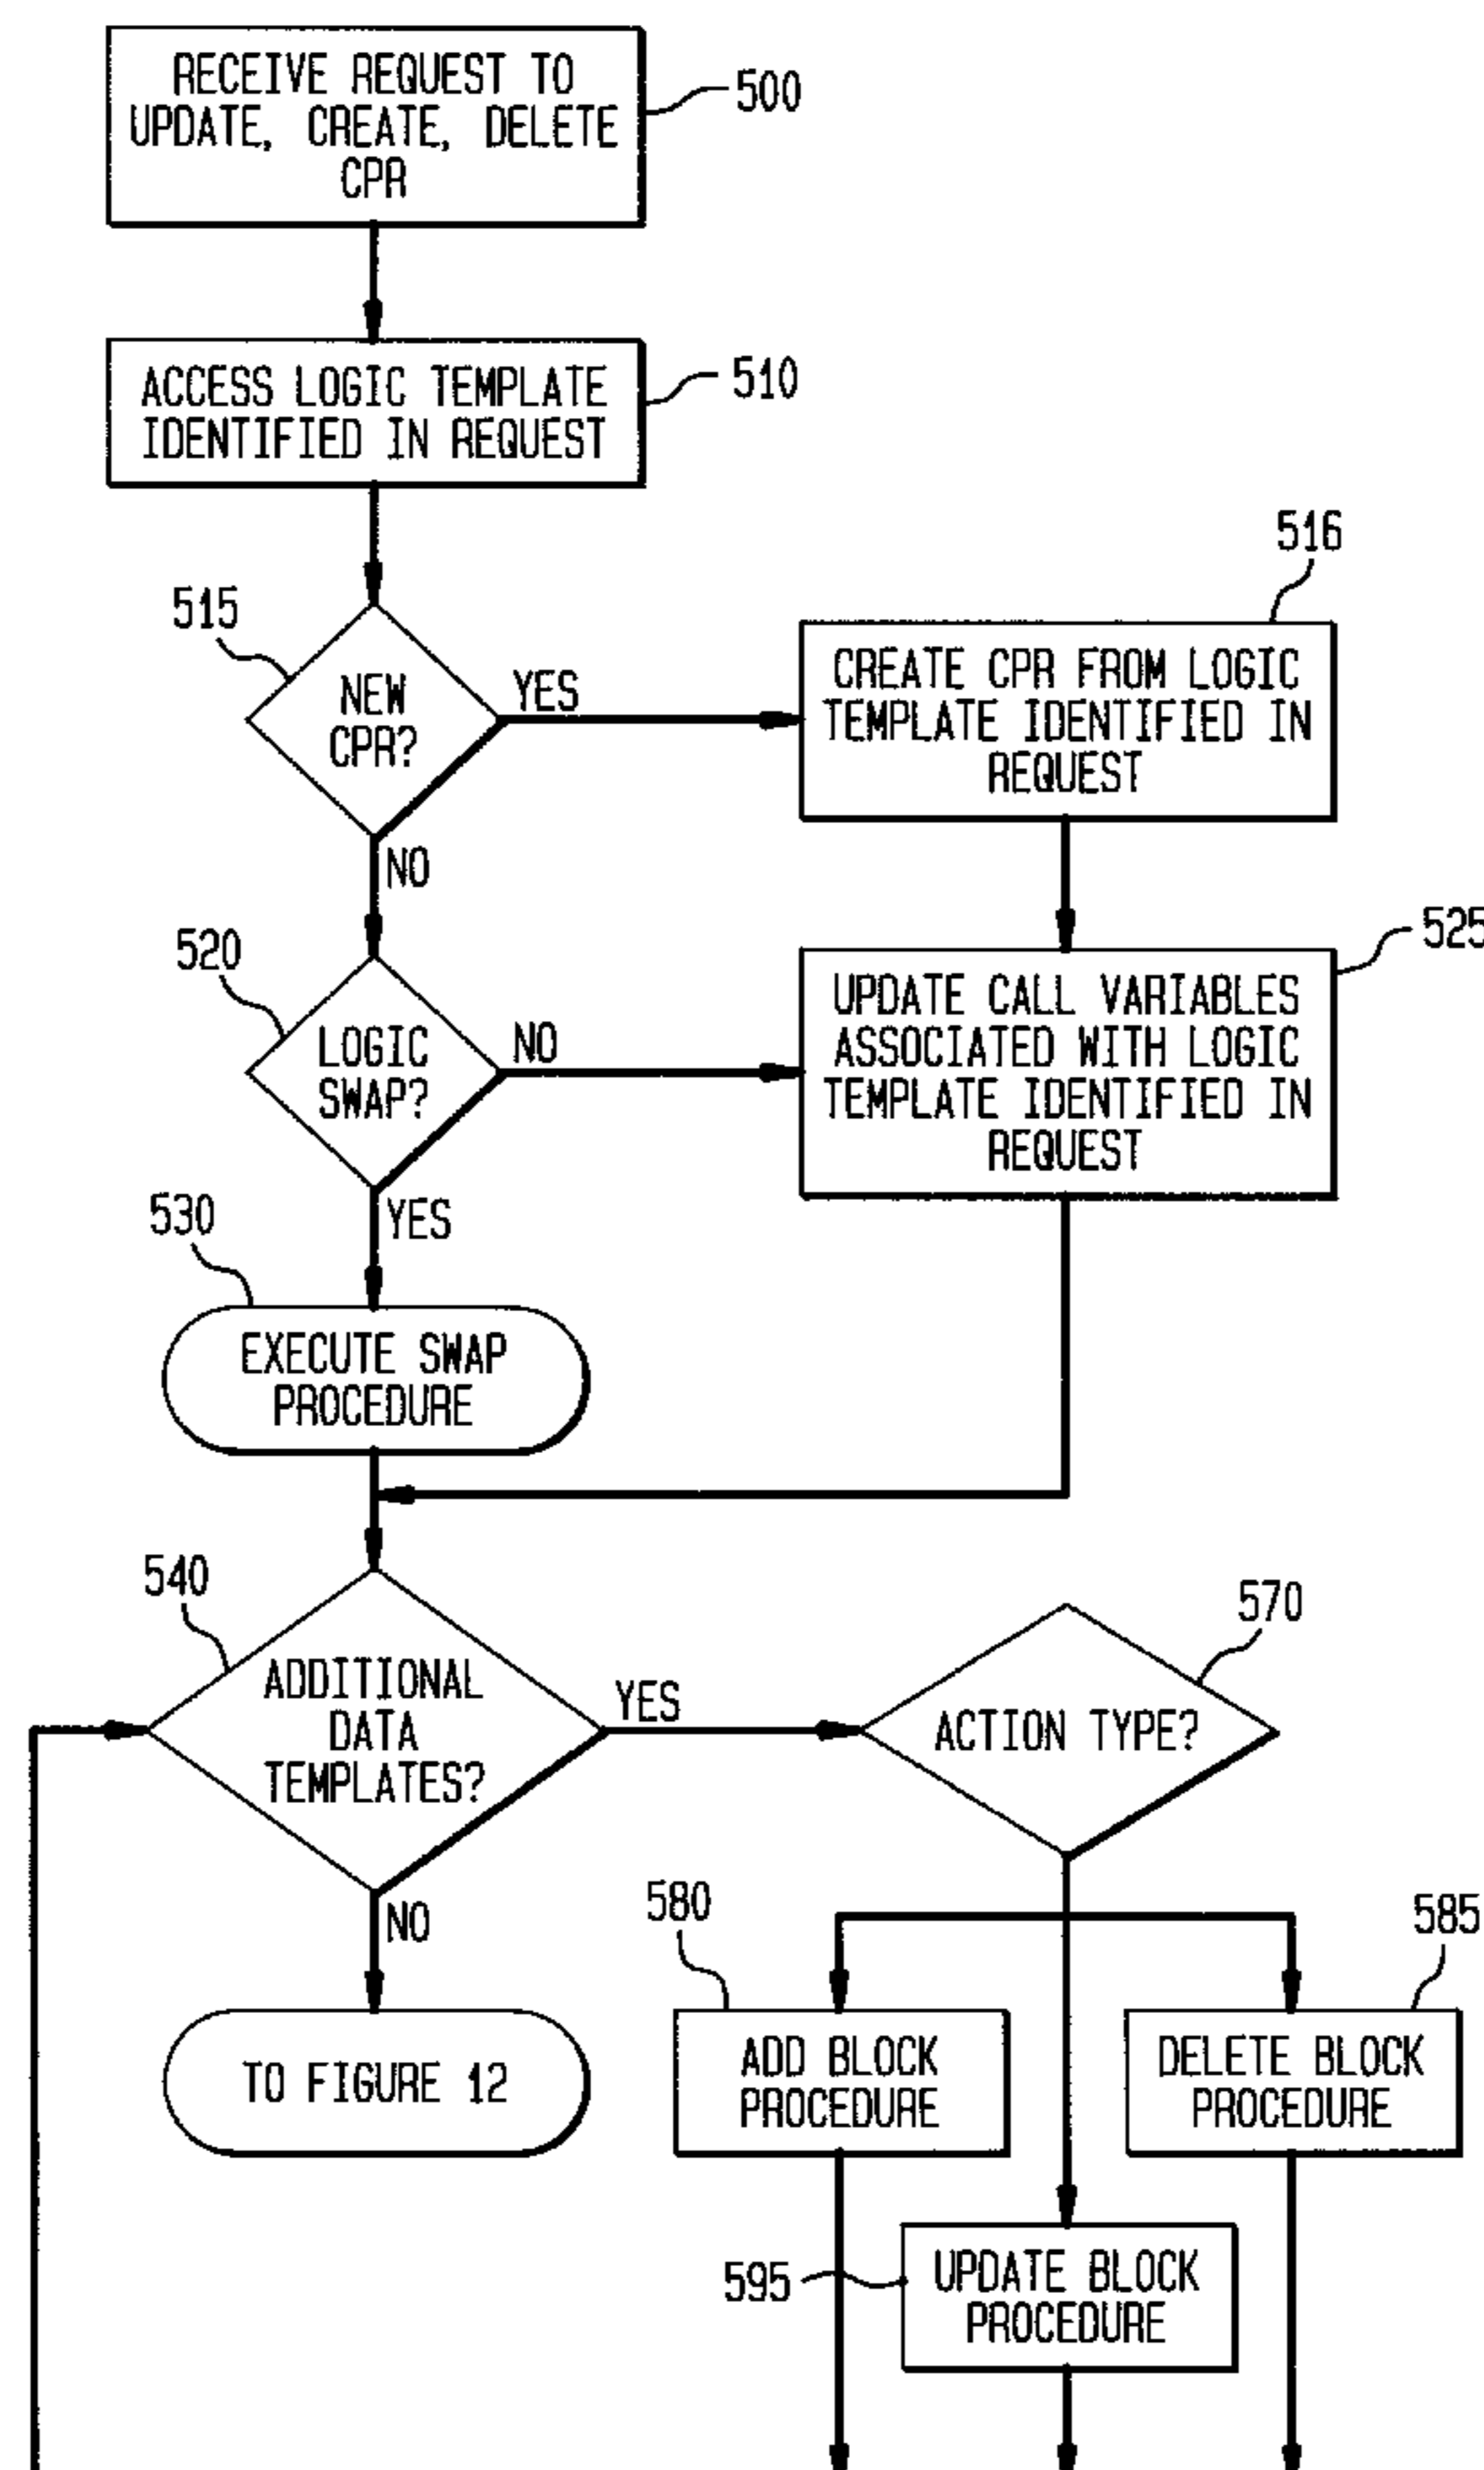 RECEIVE REQUEST TO
UPDATE, CREATE, DELETE
CPR
500
ACCESS LOGIC TEMPLATE
IDENTIFIED IN REQUEST
510
515
NEW
CPR?
YES
NO
516
CREATE CPR FROM LOGIC
TEMPLATE IDENTIFIED IN
REQUEST
520
LOGIC
SWAP?
NO
YES
525
UPDATE CALL VARIABLES
ASSOCIATED WITH LOGIC
TEMPLATE IDENTIFIED IN
REQUEST
530
EXECUTE SWAP
PROCEDURE
540
ADDITIONAL
DATA
TEMPLATES?
YES
NO
570
ACTION TYPE?
TO FIGURE 12
580
ADD BLOCK
PROCEDURE
585
DELETE BLOCK
PROCEDURE
595
UPDATE BLOCK
PROCEDURE